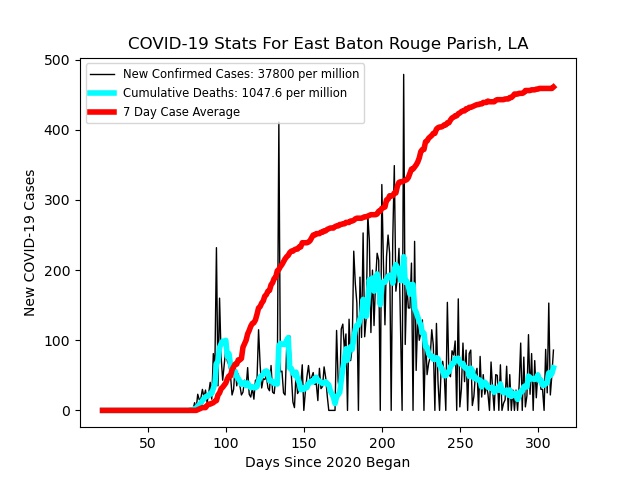 COVID-19 Stats For East Baton Rouge Parish, LA
New Confirmed Cases: 37800 per million
Cumulative Deaths: 1047.6 per million
7 Day Case Average
500
400
300
200
100
0
New COVID-19 Cases
50 100 150 200 250 300
Days Since 2020 Began